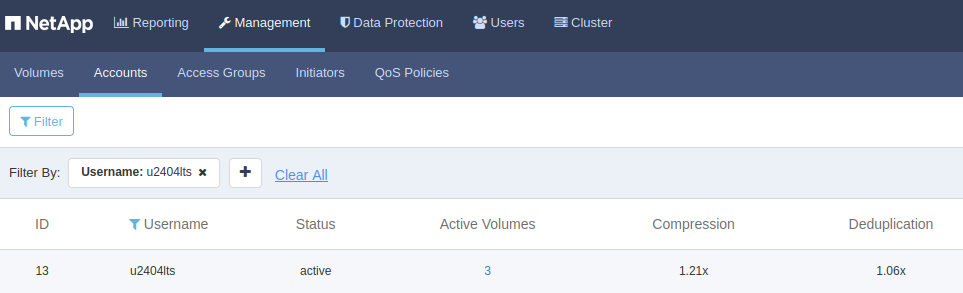 NetApp Reporting Management Data Protection Users Cluster
Volumes Accounts Access Groups Initiators QoS Policies
Filter
Filter By: Username: u2404lts × + Clear All
ID Username Status Active Volumes Compression Deduplication
13 u2404lts active 3 1.21x 1.06x